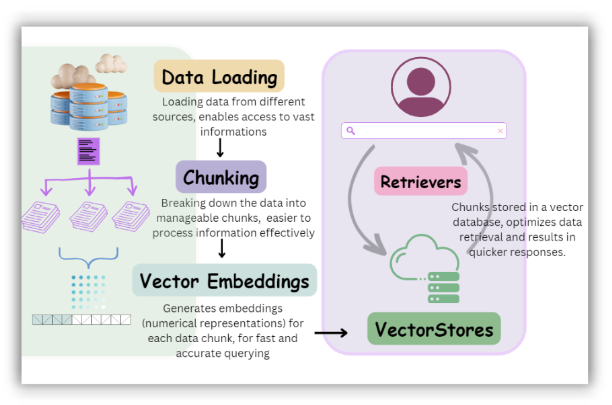 Data Loading
Loading data from different
sources, enables access to vast
informations
Chunking
Breaking down the data into
manageable chunks, easier to
process information effectively
Vector Embeddings
Generates embeddings
(numerical representations) for
each data chunk, for fast and
accurate querying
Retrievers
Chunks stored in a vector
database, optimizes data
retrieval and results in
quicker responses.
VectorStores